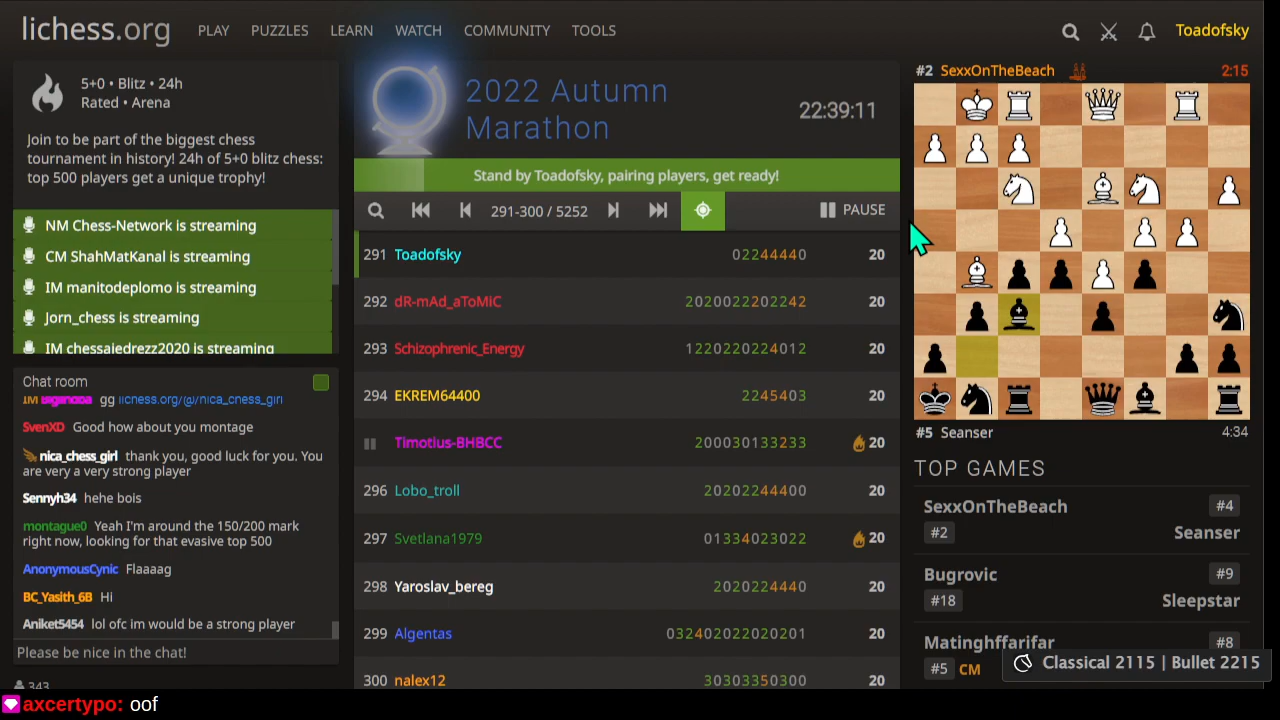 lichess.org
PLAY PUZZLES LEARN WATCH COMMUNITY TOOLS
Toadofsky
5+0 • Blitz • 24h
Rated • Arena
Join to be part of the biggest chess
tournament in history! 24h of 5+0 blitz chess:
top 500 players get a unique trophy!
NM Chess-Network is streaming
CM ShahMatKanal is streaming
IM manitodeplomo is streaming
Jorn_chess is streaming
IM chessaiedrezz2020 is streaming
Chat room
gg lichess.org/@/nica_chess_girl
SvenXD Good how about you montage
nica_chess_girl thank you, good luck for you. You
are very a very strong player
Sennyh34 hehe bois
montague0 Yeah I'm around the 150/200 mark
right now, looking for that evasive top 500
AnonymousCynic Flaaaag
BC_Yasith_6B Hi
Aniket5454 lol ofc im would be a strong player
Please be nice in the chat!
343
2022 Autumn
Marathon
22:39:11
Stand by Toadofsky, pairing players, get ready!
291-300 / 5252
PAUSE
291 Toadofsky 02244440 20
292 dR-mAd_aToMiC 2020022202242 20
293 Schizophrenic_Energy 1222022022401​2 20
294 EKREM64400 2245403 20
Timotius-BHBCC 200030133233 20
296 Lobo_troll 20202244400 20
297 Svetlana1979 01334023022 20
298 Yaroslav_bereg 2020224440 20
299 Algentas 032402022020201 20
300 nalex12 30303350300 20
#2 SexxOnTheBeach 2:15
#5 Seanser 4:34
TOP GAMES
SexxOnTheBeach #4
#2 Seanser
Bugrovic #9
#18 Sleepstar
Matinghffarifar #8
#5 CM
Classical 2115 | Bullet 2215
axcertypo: oof